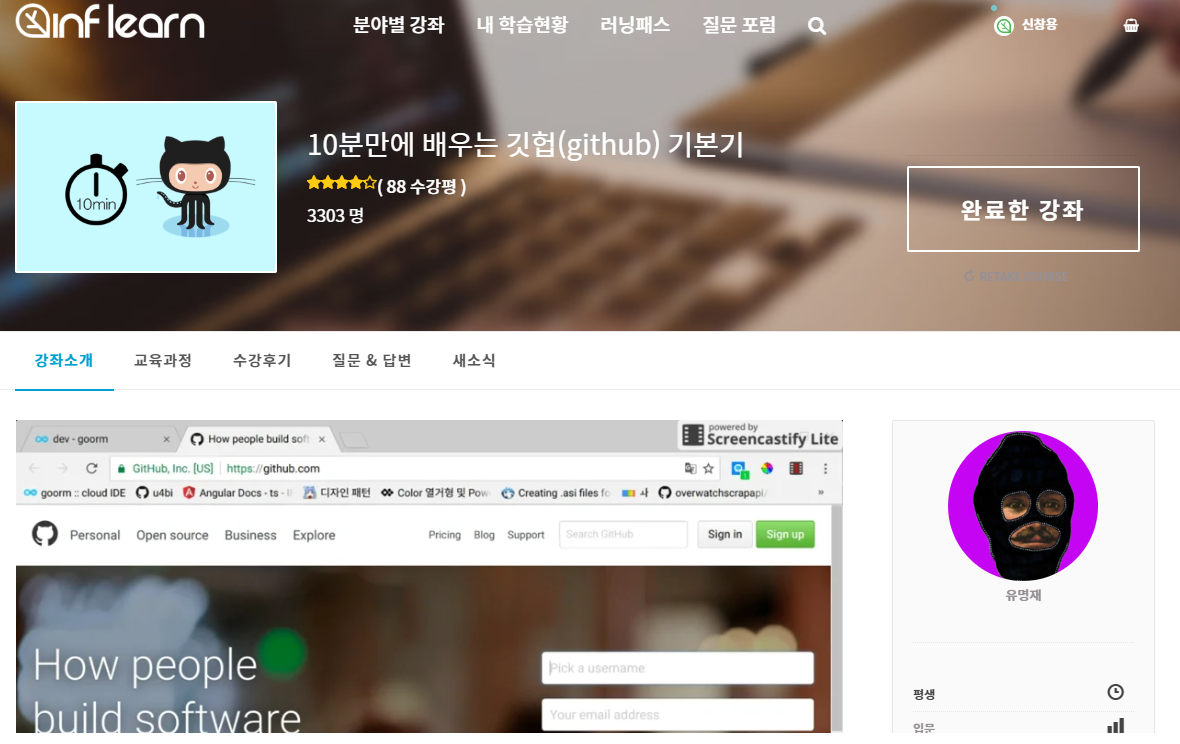 inflearn
분야별 강좌 내 학습현황 러닝패스 질문 포럼 신창용
10min
10분만에 배우는 깃헙(github) 기본기
( 88 수강평 )
3303 명
완료한 강좌
강좌소개 교육과정 수강후기 질문 & 답변 새소식
powered by
Screencastify Lite
dev - goorm × How people build soft ×
GitHub, Inc. [US] https://github.com
goorm :: cloud IDE u4bi Angular Docs - ts - 디자인 패턴 Color 열거형 및 Pow Creating .asi files fo overwatchscrapapi/ »
Personal Open source Business Explore Pricing Blog Support Search GitHub Sign in Sign up
How people
build software
Pick a username
Your email address
유명재
평생
입문